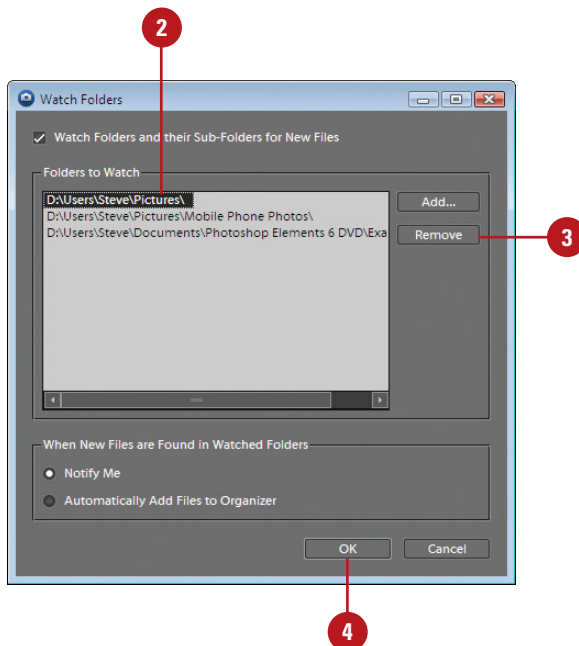 2
Watch Folders
Watch Folders and their Sub-Folders for New Files
Folders to Watch
D:\Users\Steve\Pictures\
D:\Users\Steve\Pictures\Mobile Phone Photos\
D:\Users\Steve\Documents\Photoshop Elements 6 DVD\Exa
Add...
Remove
3
When New Files are Found in Watched Folders
Notify Me
Automatically Add Files to Organizer
OK
Cancel
4